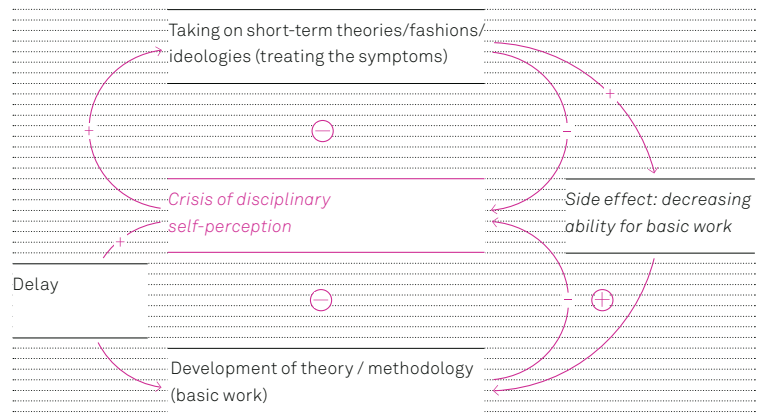 Taking on short-term theories/fashions/
ideologies (treating the symptoms)
+
+
−
−
Crisis of disciplinary
self-perception
Side effect: decreasing
ability for basic work
+
Delay
−
−
+
Development of theory / methodology
(basic work)